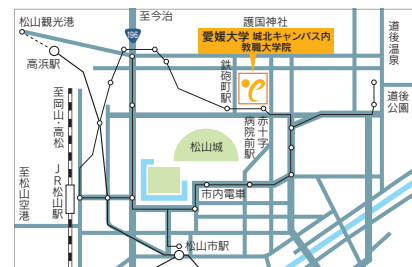 至今治
護国神社
松山観光港
196
愛媛大学 城北キャンパス内
教職大学院
道後温泉
高浜駅
鉄砲町駅
道後
公園
至岡山・高松
赤十字
病院前駅
松山城
JR松山駅
至松山空港
市内電車
松山市駅